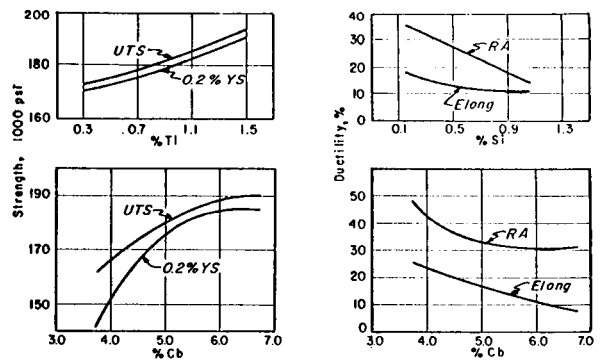 200
180
160
UTS
0.2% YS
0.3 0.7 1.1 1.5
% Ti
40
30
20
10
0
RA
Elong
0.1 0.5 0.9 1.3
% Si
Strength, 1000 psi
Ductility, %
190
170
150
UTS
0.2% YS
3.0 4.0 5.0 6.0 7.0
% Cb
50
40
30
20
10
0
RA
Elong
3.0 4.0 5.0 6.0 7.0
% Cb